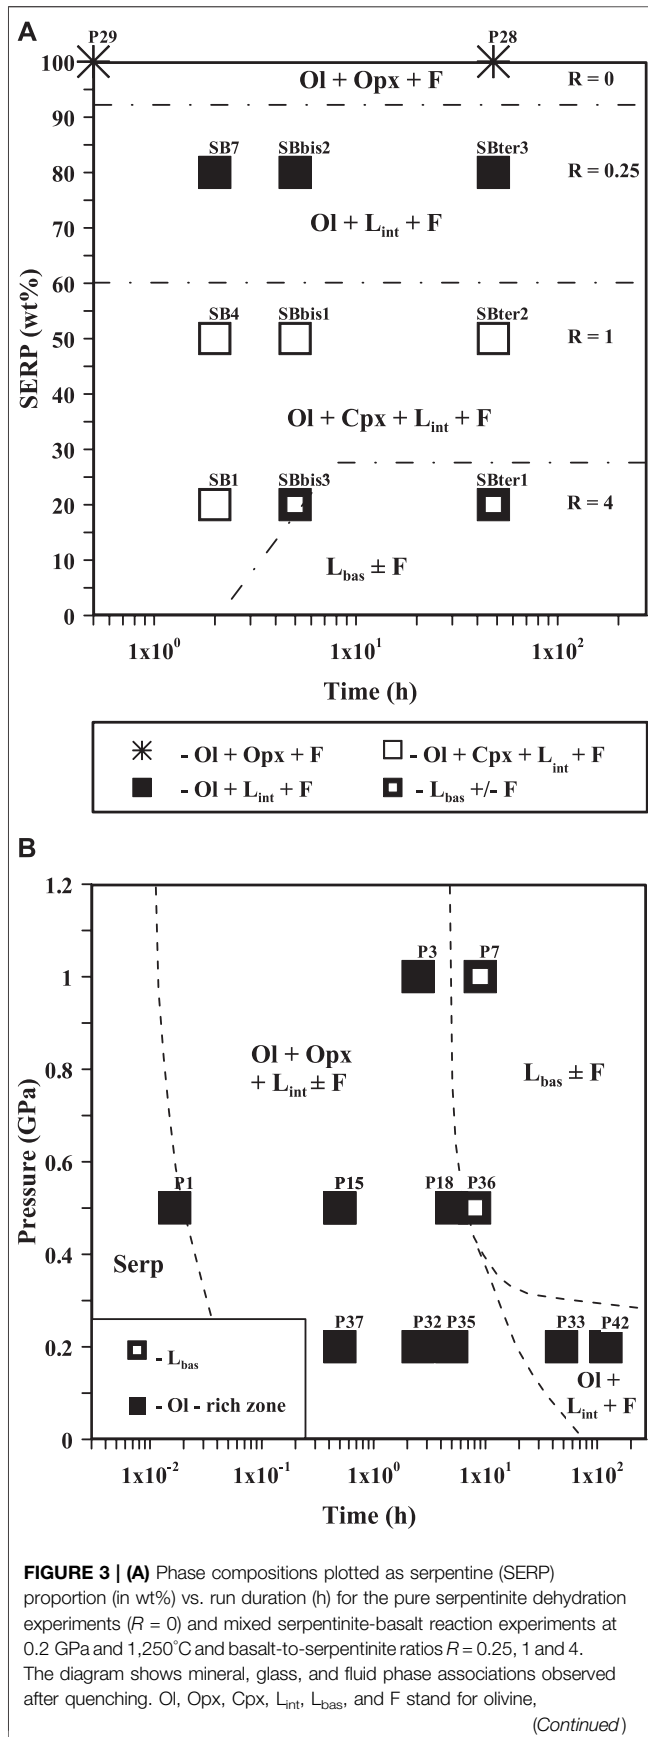 A
P29
P28
100
Ol + Opx + F
R = 0
90
SB7
SBbis2
SBter3
80
R = 0.25
70
Ol + Lint + F
60
SB4
SBbis1
SBter2
50
R = 1
SERP (wt%)
40
Ol + Cpx + Lint + F
30
SB1
SBbis3
SBter1
20
R = 4
10
Lbas ± F
0
1x10⁰
1x10¹
1x10²
Time (h)
- Ol + Opx + F
- Ol + Cpx + Lint + F
- Ol + Lint + F
- Lbas +/- F
B
1.2
P3
P7
1
Ol + Opx
+ Lint ± F
Lbas ± F
0.8
Pressure (GPa)
0.6
P1
P15
P18
P36
0.4
Serp
P37
P32
P35
P33
P42
0.2
- Lbas
Ol +
Lint + F
- Ol - rich zone
0
1x10⁻²
1x10⁻¹
1x10⁰
1x10¹
1x10²
Time (h)
FIGURE 3 | (A) Phase compositions plotted as serpentine (SERP)
proportion (in wt%) vs. run duration (h) for the pure serpentinite dehydration
experiments (R = 0) and mixed serpentinite-basalt reaction experiments at
0.2 GPa and 1,250°C and basalt-to-serpentinite ratios R = 0.25, 1 and 4.
The diagram shows mineral, glass, and fluid phase associations observed
after quenching. Ol, Opx, Cpx, Lint, Lbas, and F stand for olivine,
(Continued)